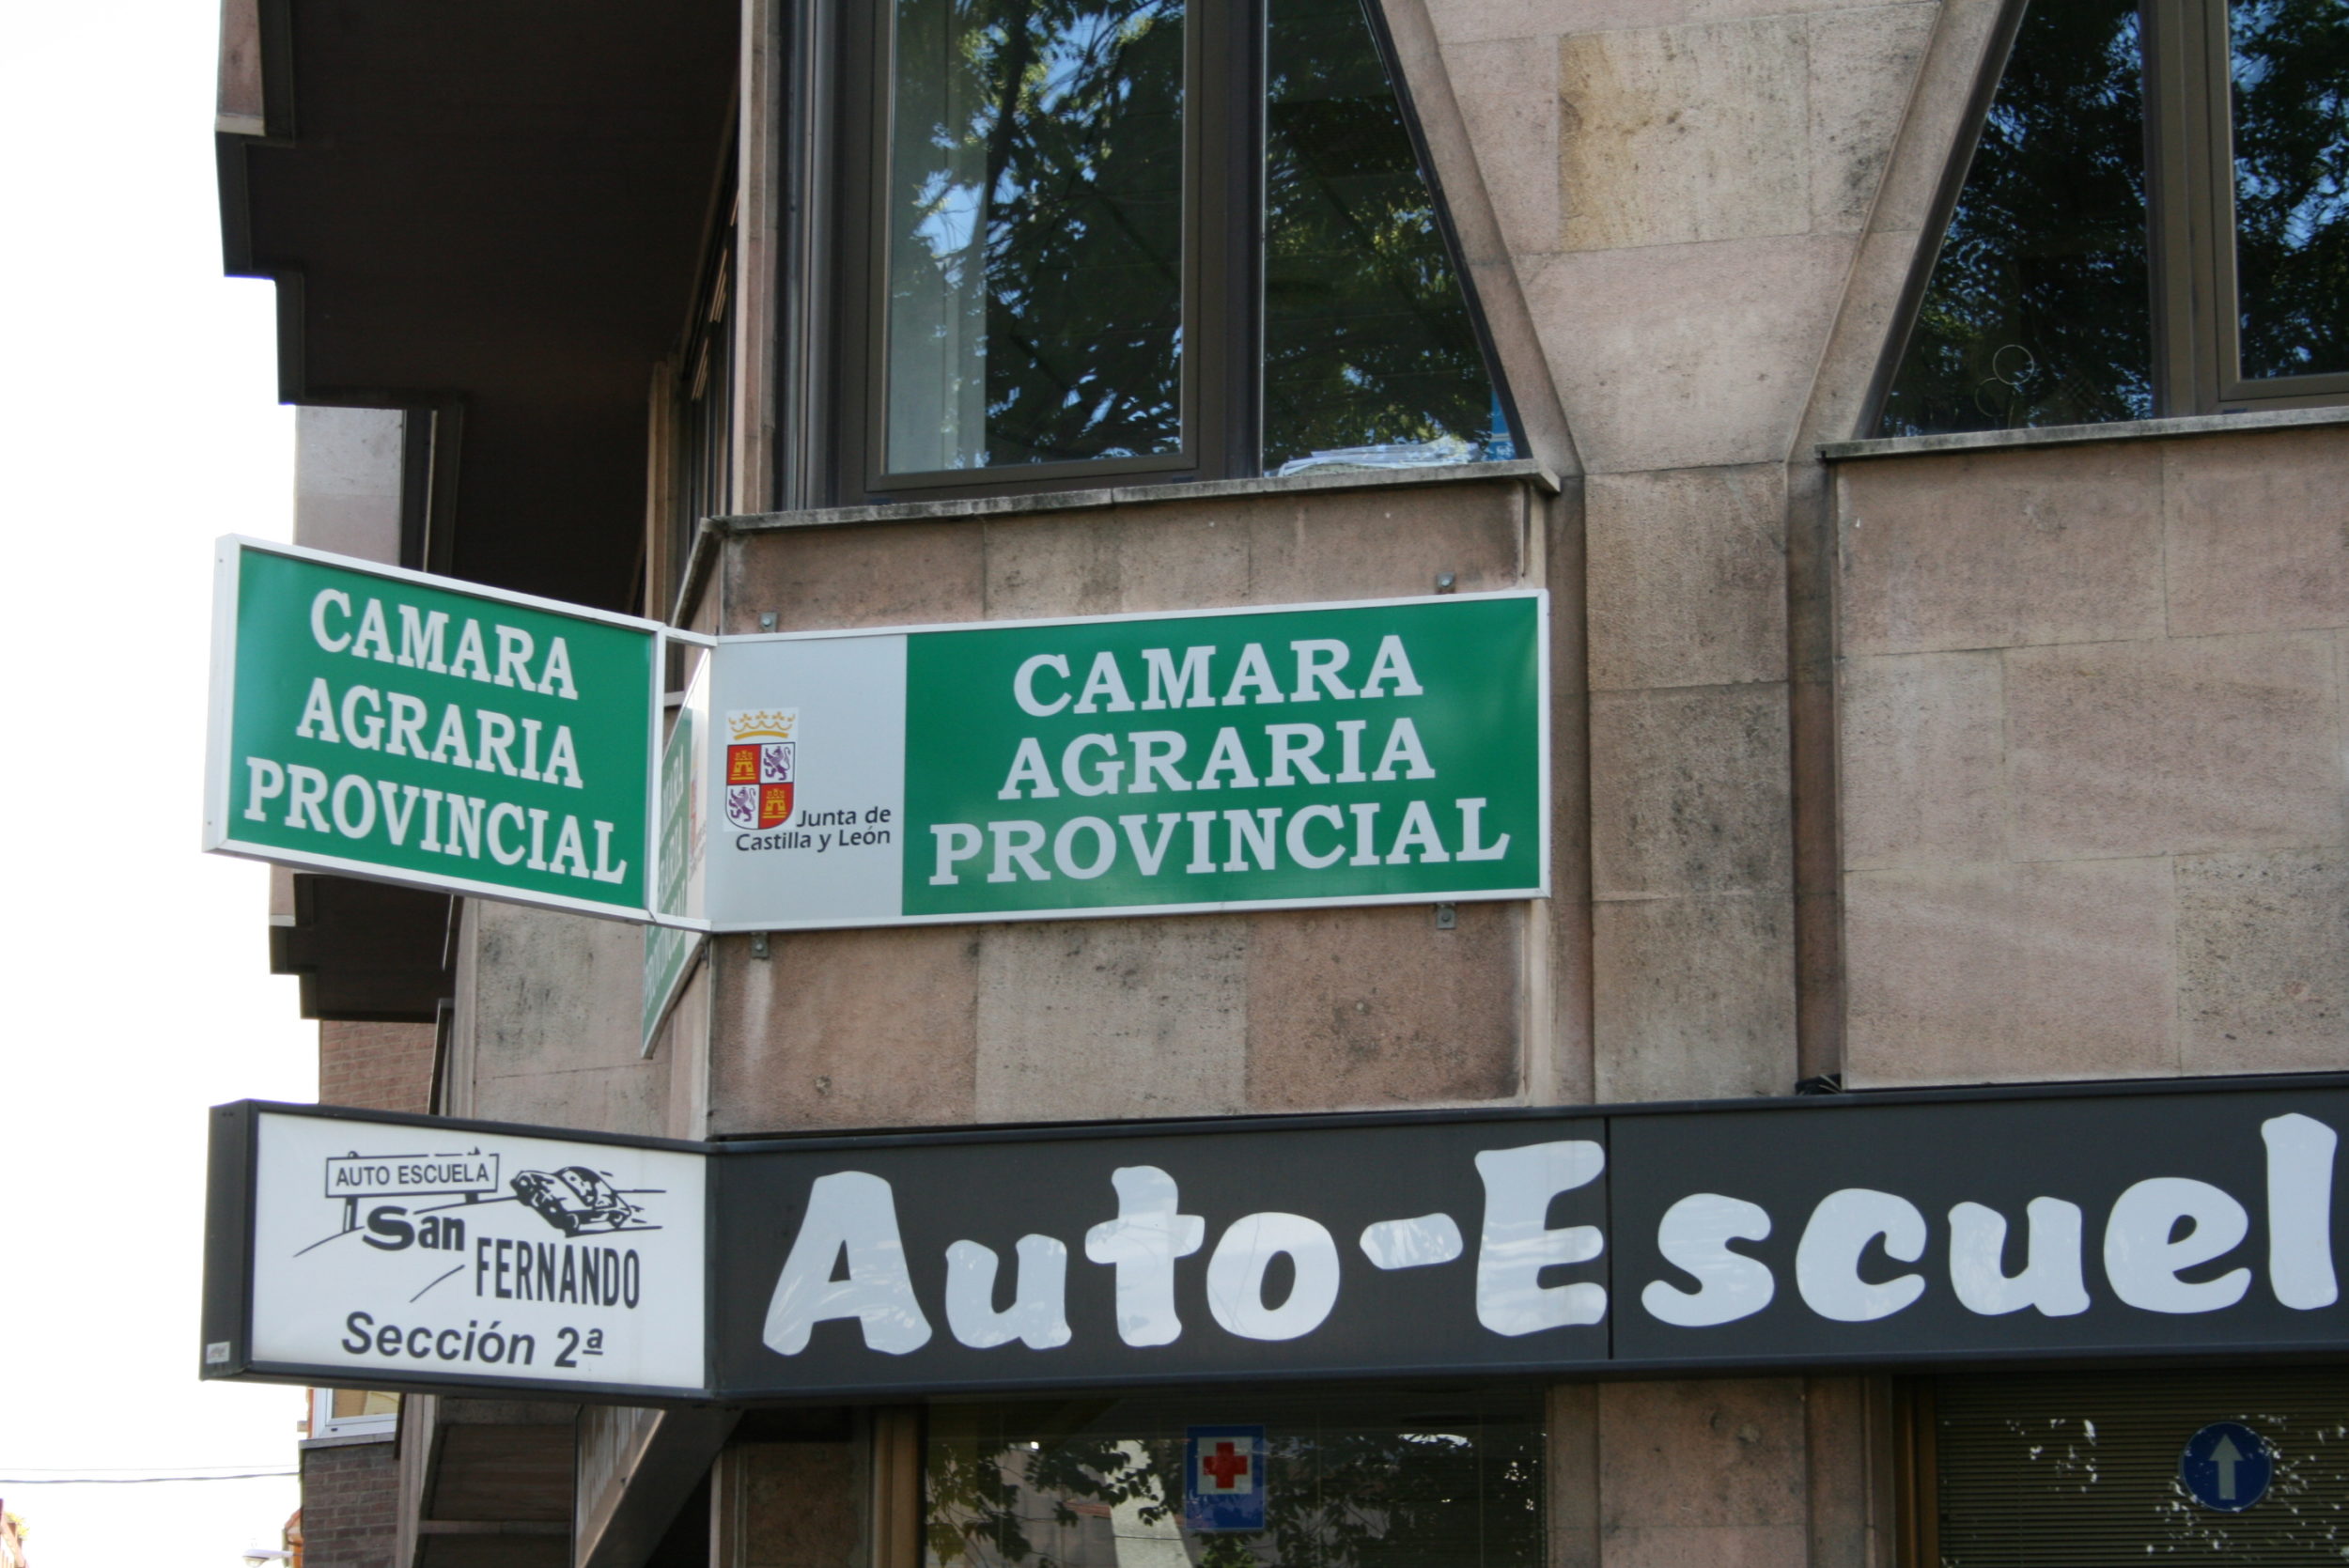 CAMARA
AGRARIA
PROVINCIAL
Junta de
Castilla y León
CAMARA
AGRARIA
PROVINCIAL
AUTO ESCUELA
San
FERNANDO
Sección 2ª
Auto-Escuel